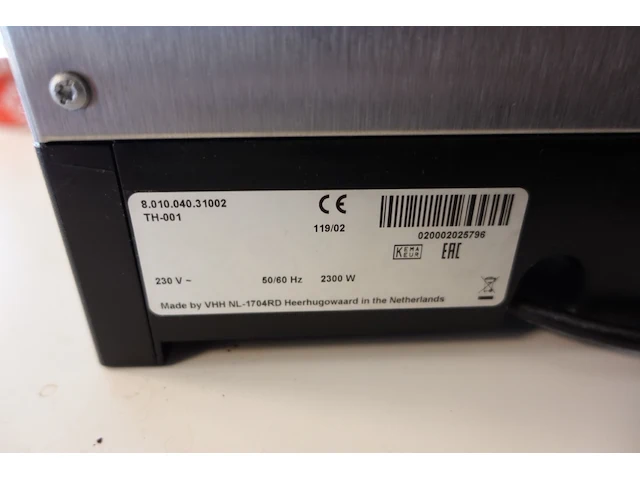 8.010.040.31002
TH-001
CE
119/02
020002025796
KEMA
KEUR
EAC
230 V ~ 50/60 Hz 2300 W
Made by VHH NL-1704RD Heerhugowaard in the Netherlands